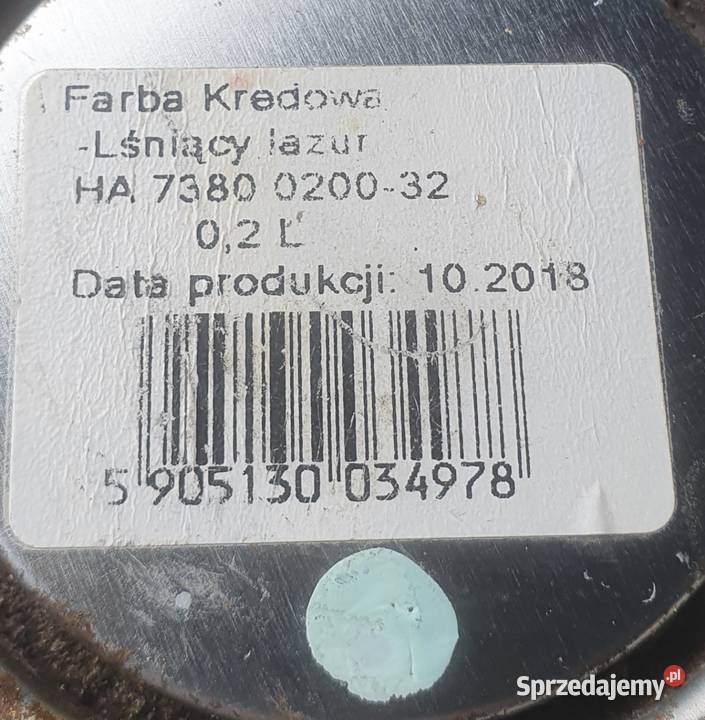 Farba Kredowa
-Lśniący lazur
HA 7380 0200-32
0,2 L
Data produkcji: 10.2018
5 905130 034978
Sprzedajemy.pl